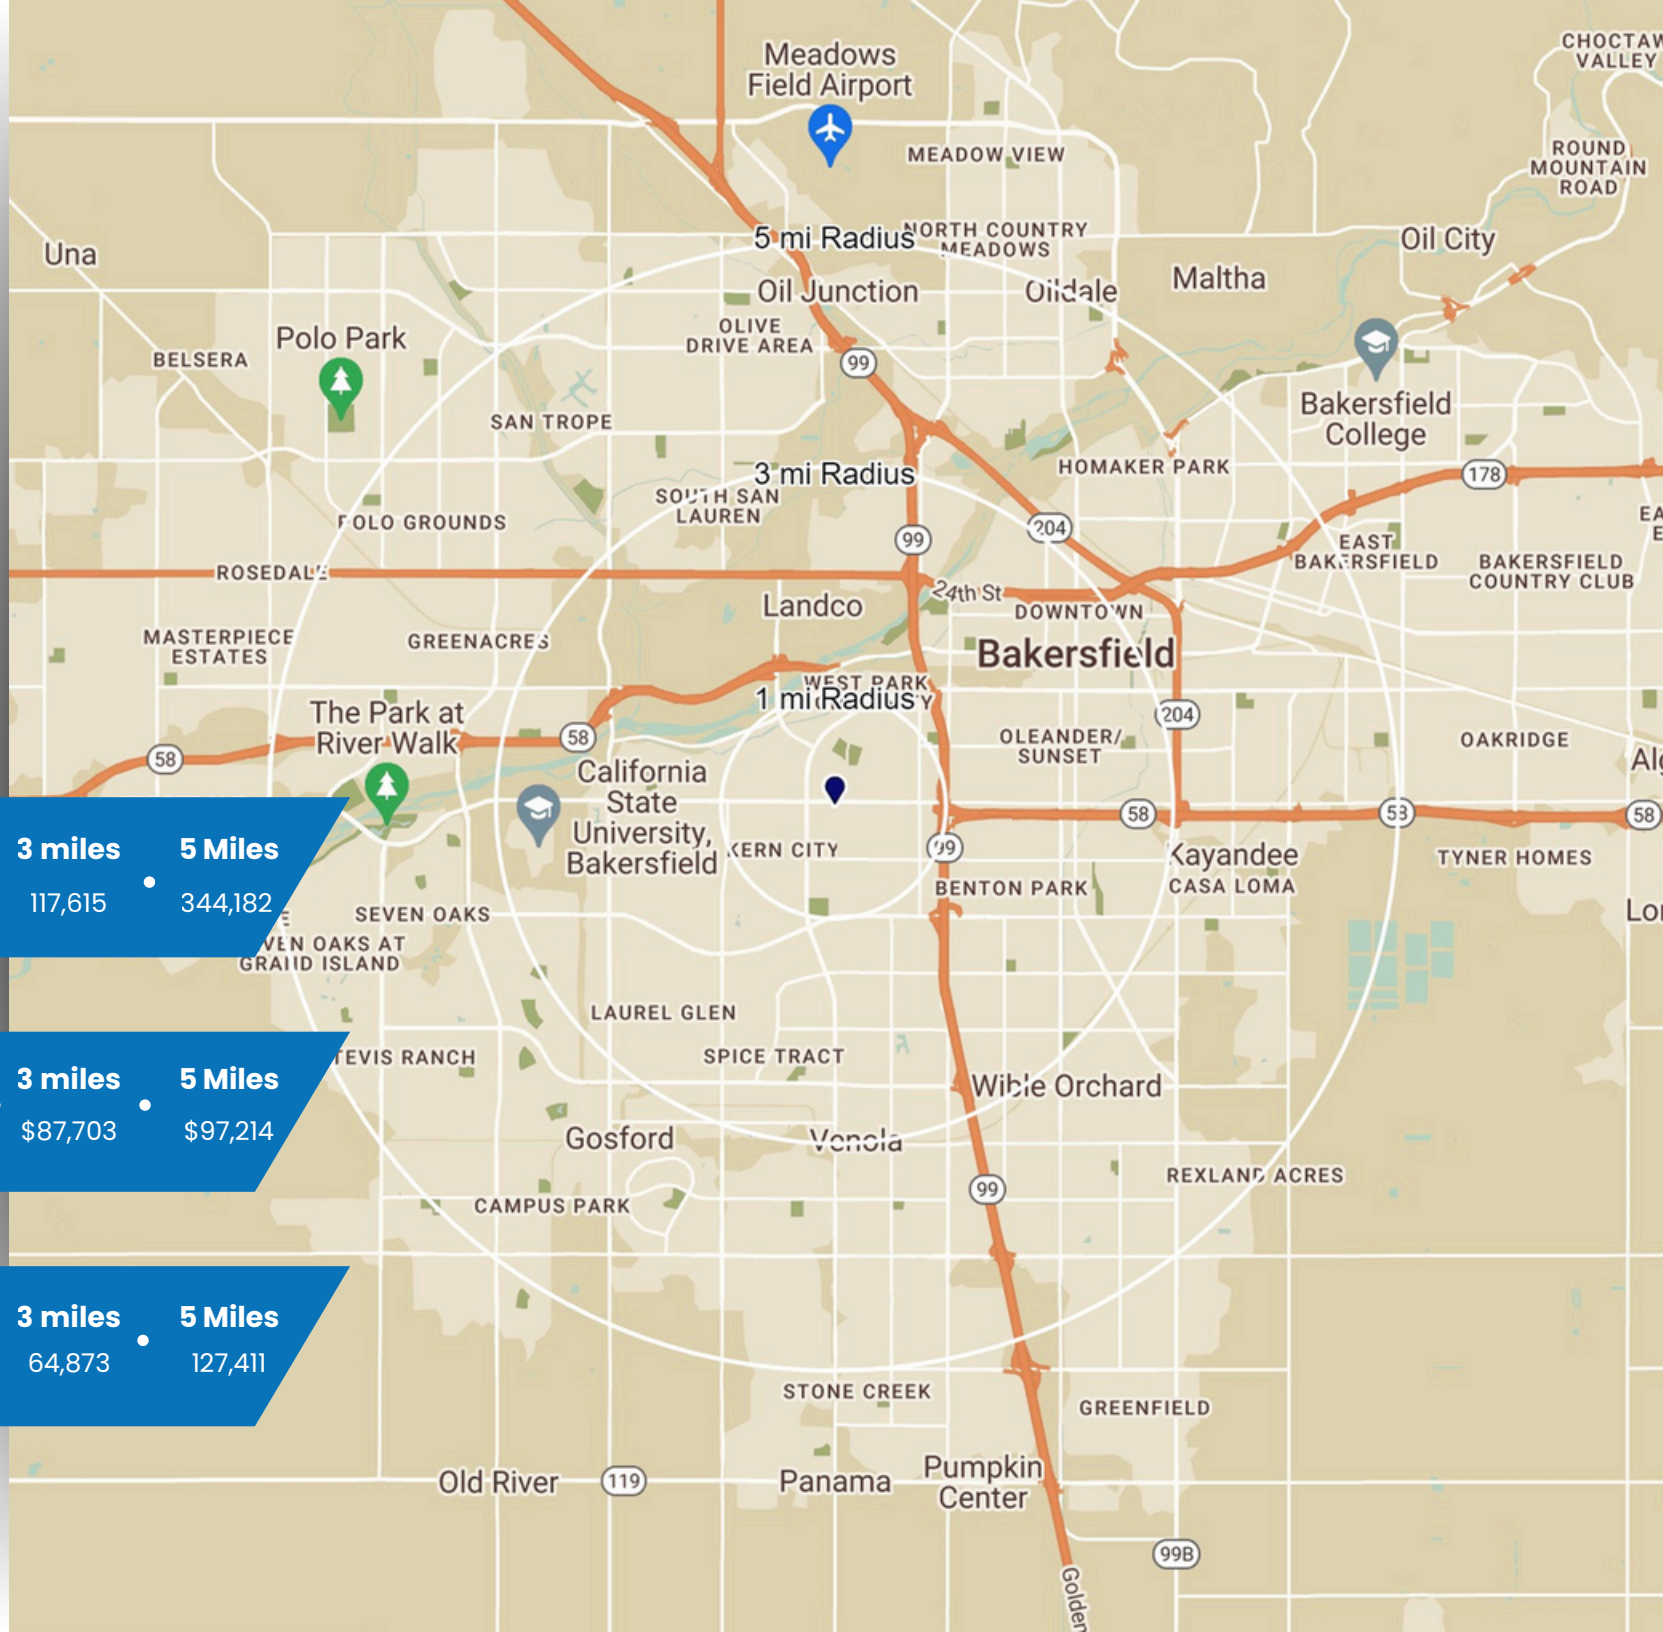 Meadows
Field Airport
CHOCTAW
VALLEY
MEADOW VIEW
ROUND
MOUNTAIN
ROAD
Una
5 mi Radius
NORTH COUNTRY
MEADOWS
Oil City
Maltha
Oil Junction
Oildale
Polo Park
OLIVE
DRIVE AREA
BELSERA
99
Bakersfield
College
SAN TROPE
HOMAKER PARK
178
3 mi Radius
SOUTH SAN
LAUREN
POLO GROUNDS
99
204
EAST
BAKERSFIELD
BAKERSFIELD
COUNTRY CLUB
ROSEDALE
24th St
Landco
DOWNTOWN
MASTERPIECE
ESTATES
GREENACRES
Bakersfield
WEST PARK
1 mi Radius
The Park at
River Walk
58
58
204
OLEANDER/
SUNSET
OAKRIDGE
California
State
University,
Bakersfield
58
58
58
KERN CITY
99
Kayandee
CASA LOMA
TYNER HOMES
BENTON PARK
3 miles
5 Miles
117,615
344,182
SEVEN OAKS
VEN OAKS AT
GRAND ISLAND
LAUREL GLEN
SPICE TRACT
TEVIS RANCH
Wible Orchard
3 miles
5 Miles
$87,703
$97,214
Gosford
Venola
REXLAND ACRES
99
CAMPUS PARK
3 miles
5 Miles
64,873
127,411
STONE CREEK
GREENFIELD
Old River
119
Panama
Pumpkin
Center
99B
Golden